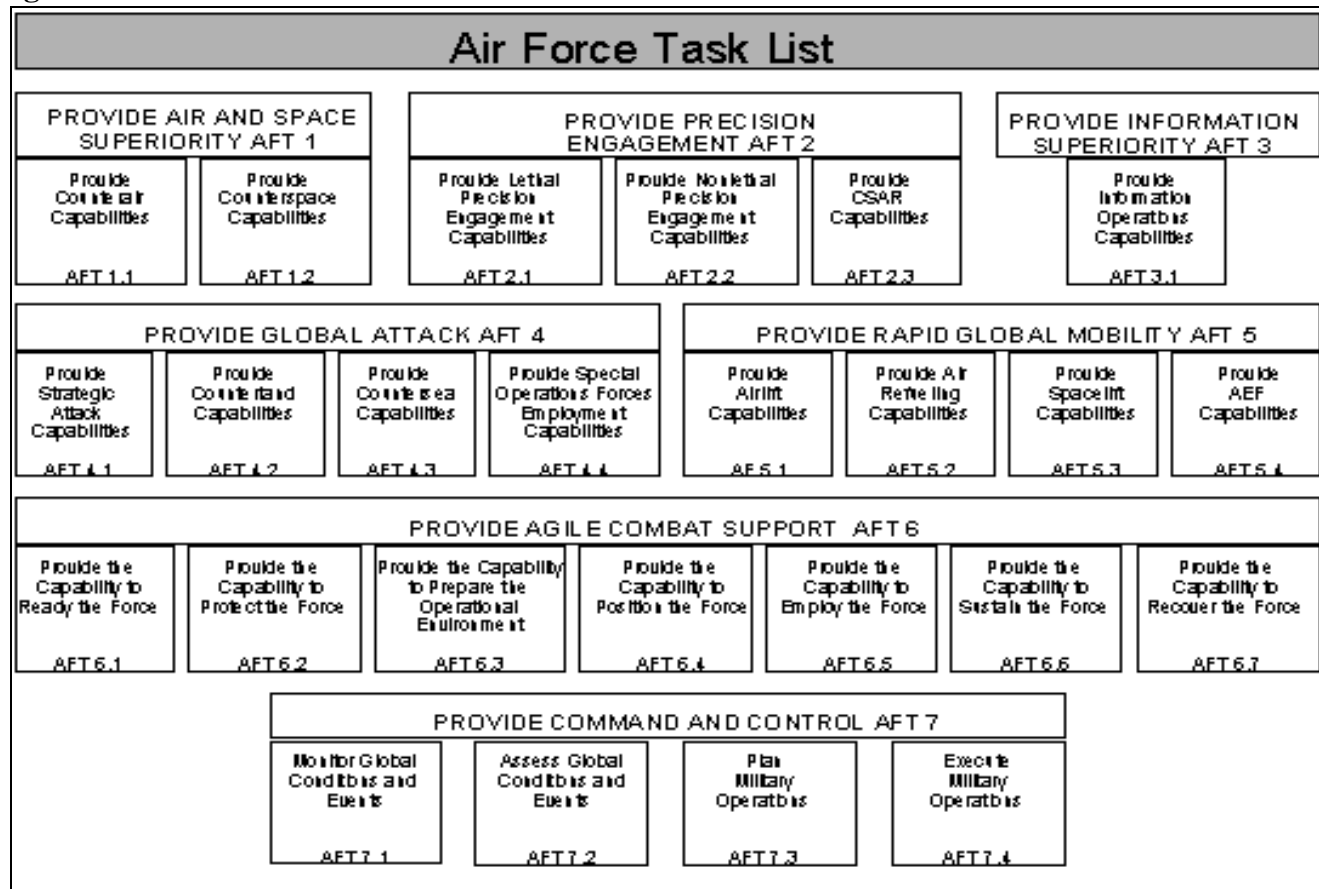 Air Force Task List
PROVIDE AIR AND SPACE
SUPERIORITY AFT 1
PROVIDE PRECISION
ENGAGEMENT AFT 2
PROVIDE INFORMATION
SUPERIORITY AFT 3
Provide
Counterair
Capabilities
AFT 1.1
Provide
Counterspace
Capabilities
AFT 1.2
Provide Lethal
Precision
Engagement
Capabilities
AFT 2.1
Provide Nonlethal
Precision
Engagement
Capabilities
AFT 2.2
Provide
CSAR
Capabilities
AFT 2.3
Provide
Information
Operations
Capabilities
AFT 3.1
PROVIDE GLOBAL ATTACK AFT 4
PROVIDE RAPID GLOBAL MOBILITY AFT 5
Provide
Strategic
Attack
Capabilities
AFT 4.1
Provide
Counterland
Capabilities
AFT 4.2
Provide
Countersea
Capabilities
AFT 4.3
Provide Special
Operations Forces
Employment
Capabilities
AFT 4.4
Provide
Airlift
Capabilities
AF 5.1
Provide Air
Refueling
Capabilities
AFT 5.2
Provide
Spacelift
Capabilities
AFT 5.3
Provide
AEF
Capabilities
AFT 5.4
PROVIDE AGILE COMBAT SUPPORT AFT 6
Provide the
Capability to
Ready the Force
AFT 6.1
Provide the
Capability to
Protect the Force
AFT 6.2
Provide the Capability
to Prepare the
Operational
Environment
AFT 6.3
Provide the
Capability to
Position the Force
AFT 6.4
Provide the
Capability to
Employ the Force
AFT 6.5
Provide the
Capability to
Sustain the Force
AFT 6.6
Provide the
Capability to
Recover the Force
AFT 6.7
PROVIDE COMMAND AND CONTROL AFT 7
Monitor Global
Conditions and
Events
AFT 7.1
Assess Global
Conditions and
Events
AFT 7.2
Plan
Military
Operations
AFT 7.3
Execute
Military
Operations
AFT 7.4